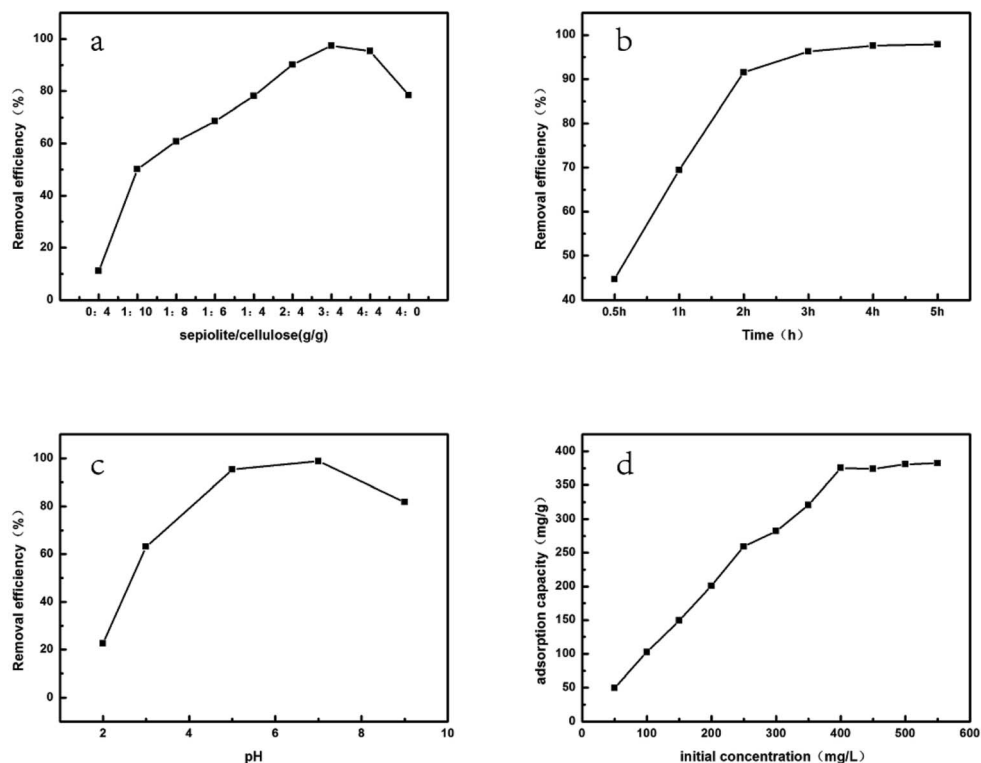 a
Removal efficiency（%）
100
80
60
40
20
0
0：4 1：10 1：8 1：6 1：4 2：4 3：4 4：4 4：0
sepiolite/cellulose(g/g)
b
Removal efficiency（%）
100
90
80
70
60
50
40
0.5h 1h 2h 3h 4h 5h
Time（h）
c
Removal efficiency（%）
100
80
60
40
20
0
2 4 6 8 10
pH
d
adsorption capacity（mg/g）
400
350
300
250
200
150
100
50
0
0 100 200 300 400 500 600
initial concentration（mg/L）